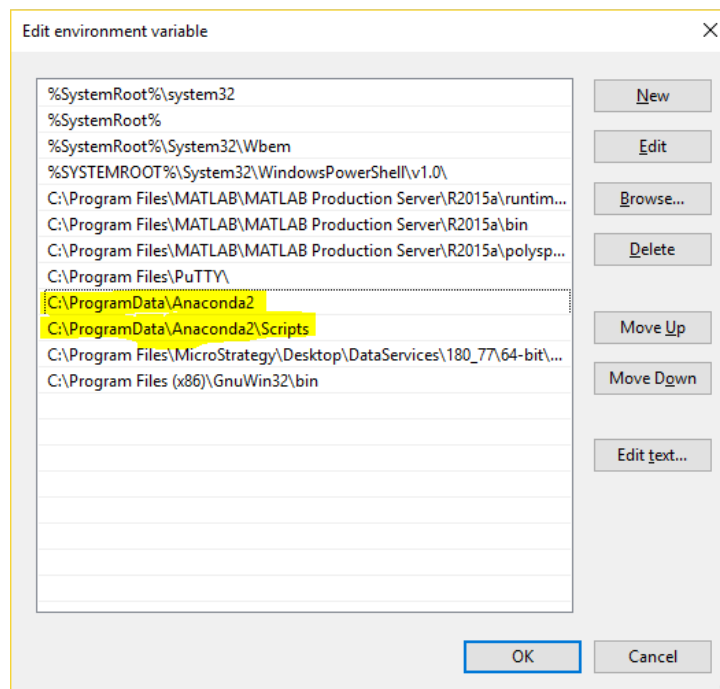 Edit environment variable
%SystemRoot%\system32
%SystemRoot%
%SystemRoot%\System32\Wbem
%SYSTEMROOT%\System32\WindowsPowerShell\v1.0\
C:\Program Files\MATLAB\MATLAB Production Server\R2015a\runtim...
C:\Program Files\MATLAB\MATLAB Production Server\R2015a\bin
C:\Program Files\MATLAB\MATLAB Production Server\R2015a\polysp...
C:\Program Files\PuTTY\
C:\ProgramData\Anaconda2
C:\ProgramData\Anaconda2\Scripts
C:\Program Files\MicroStrategy\Desktop\DataServices\180_77\64-bit\...
C:\Program Files (x86)\GnuWin32\bin
New
Edit
Browse...
Delete
Move Up
Move Down
Edit text...
OK
Cancel